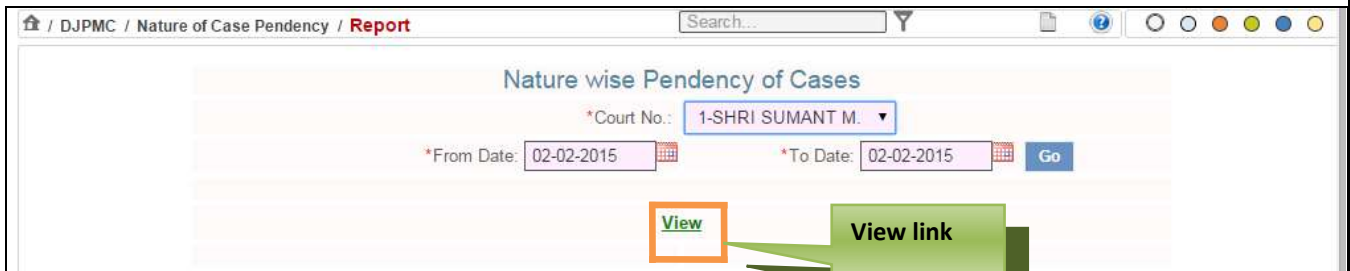 / DJPMC / Nature of Case Pendency / Report Search...
Nature wise Pendency of Cases
*Court No.: 1-SHRI SUMANT M.
*From Date: 02-02-2015 *To Date: 02-02-2015 Go
View
View link